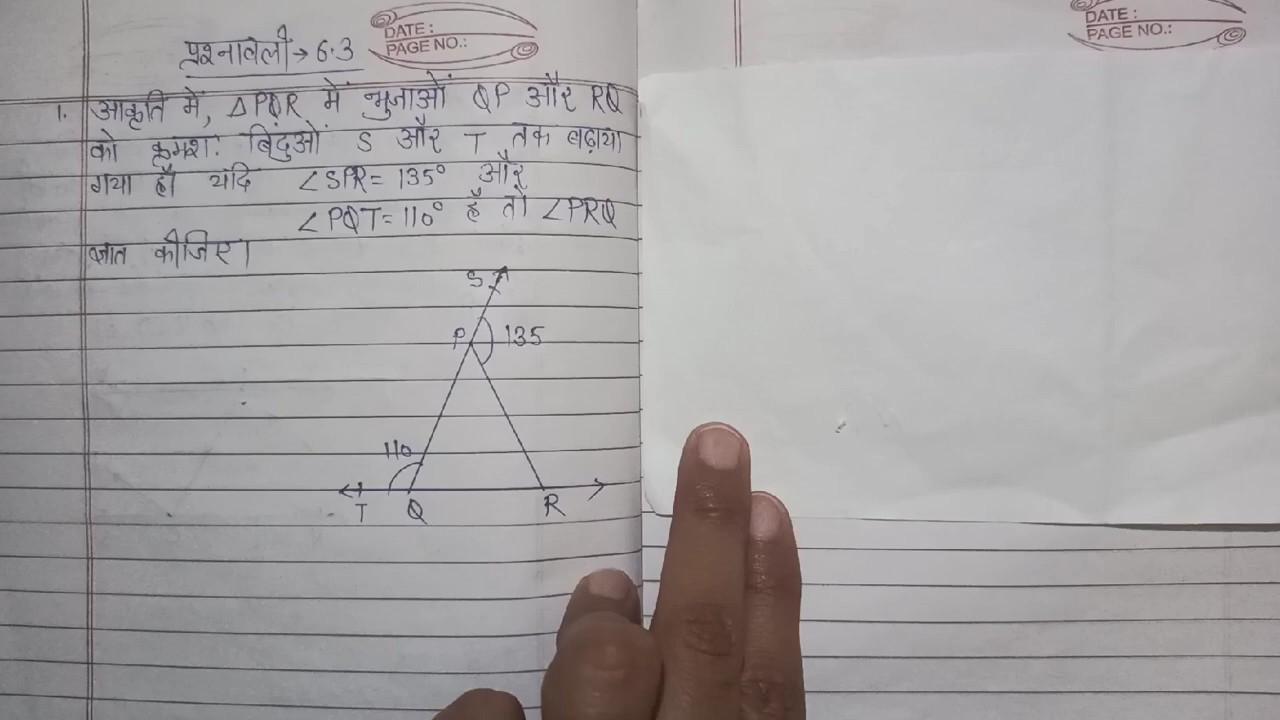 DATE :
PAGE NO.:
प्रश्नावली → 6.3
1. आकृति में, △PQR में भुजाओं QP और RQ
को क्रमशः बिंदुओं S और T तक बढ़ाया
गया है। यदि ∠SPR = 135° और
∠PQT = 110° है तो ∠PRQ
ज्ञात कीजिए।
S
P
135
110
T Q R
DATE :
PAGE NO.: